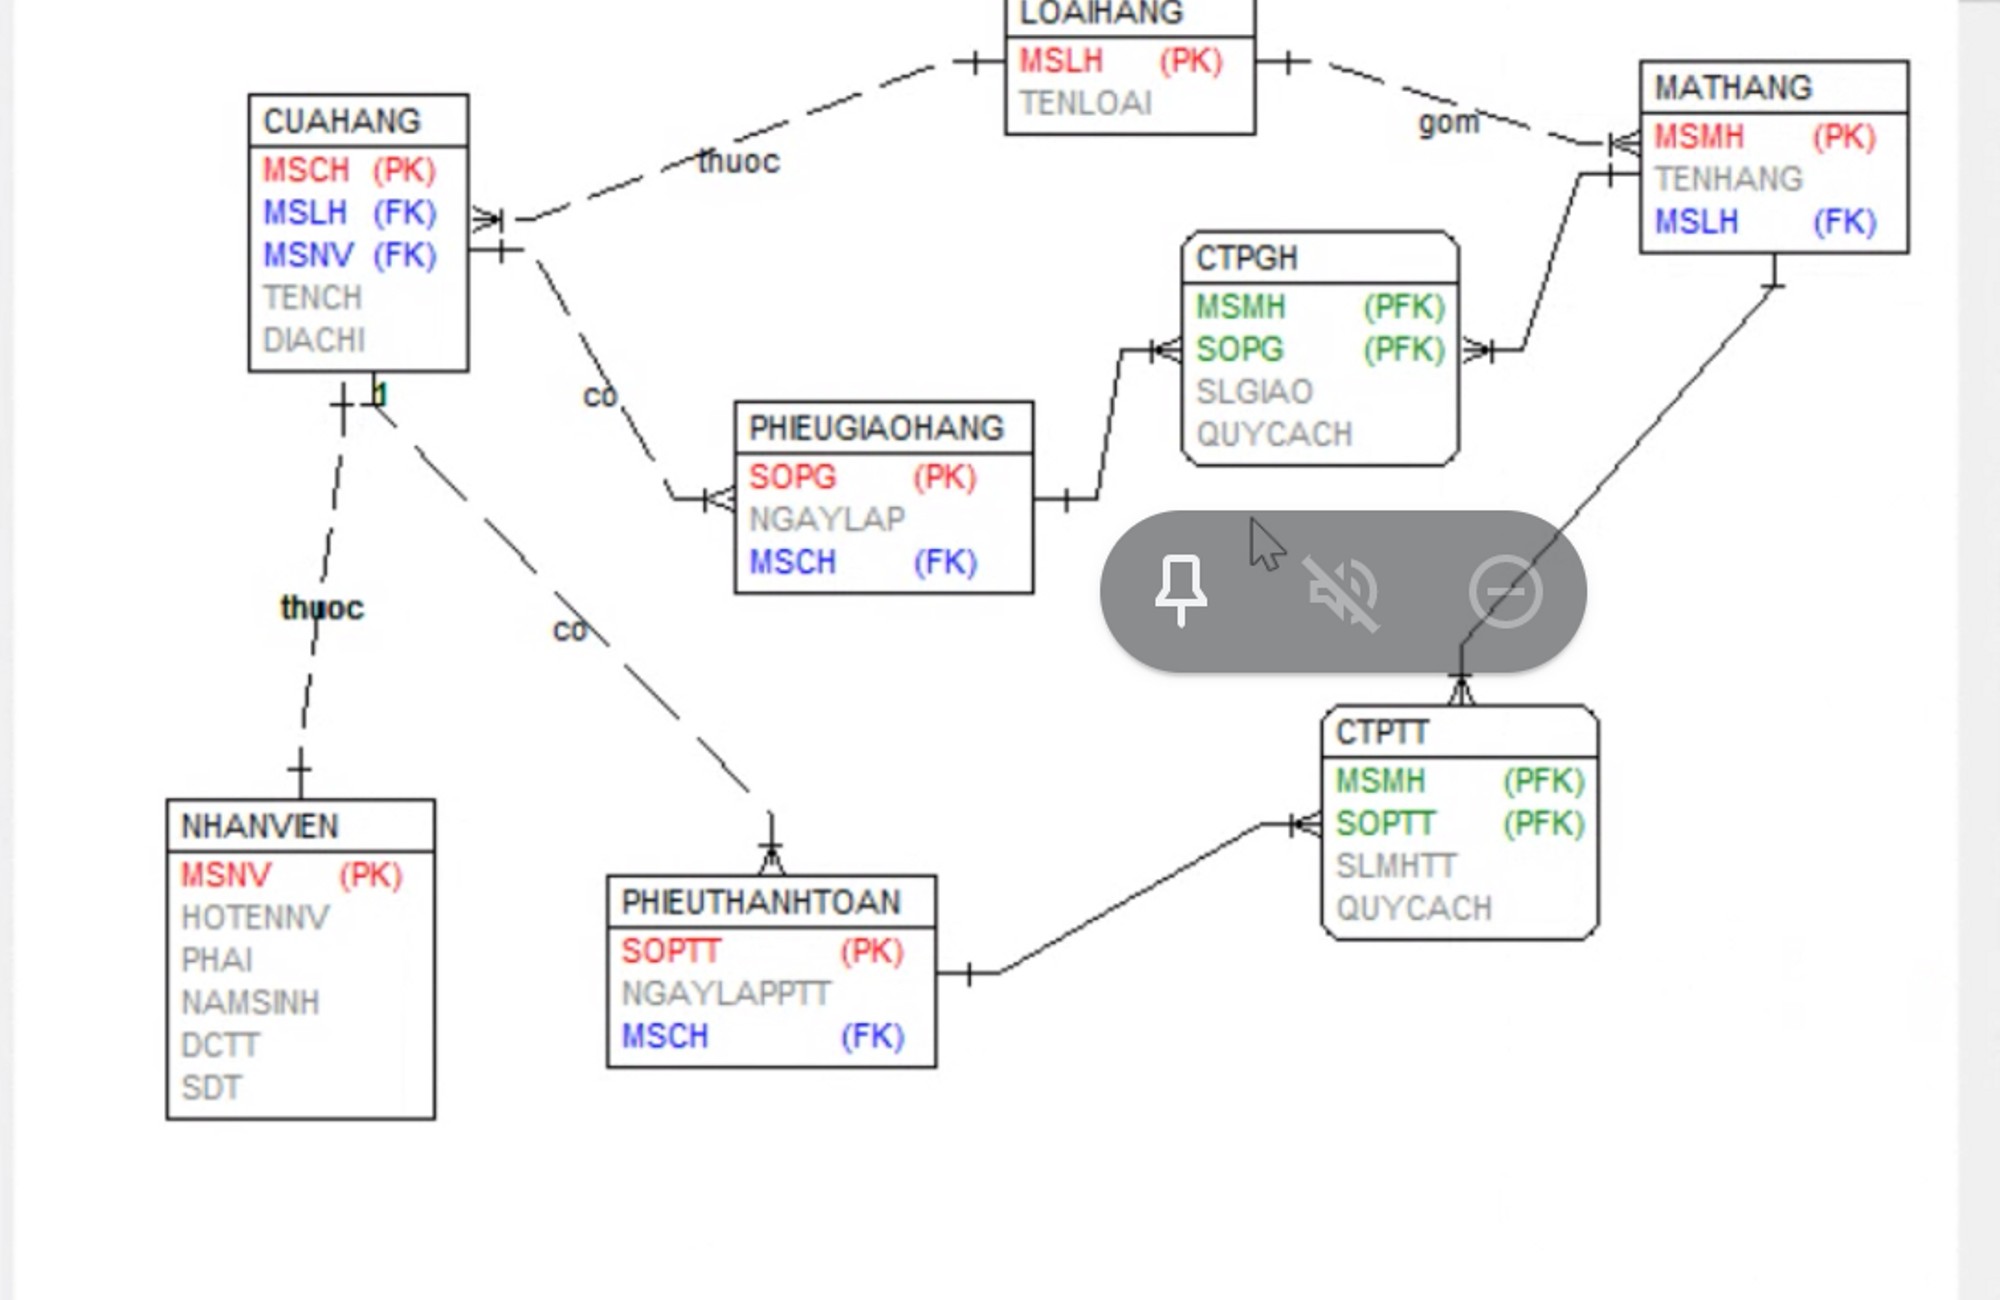 LOAIHANG
MSLH (PK)
TENLOAI
CUAHANG
MSCH (PK)
MSLH (FK)
MSNV (FK)
TENCH
DIACHI
thuoc
gom
MATHANG
MSMH (PK)
TENHANG
MSLH (FK)
CTPGH
MSMH (PFK)
SOPG (PFK)
SLGIAO
QUYCACH
1
co
PHIEUGIAOHANG
SOPG (PK)
NGAYLAP
MSCH (FK)
thuoc
co
CTPTT
MSMH (PFK)
SOPTT (PFK)
SLMHTT
QUYCACH
NHANVIEN
MSNV (PK)
HOTENNV
PHAI
NAMSINH
DCTT
SDT
PHIEUTHANHTOAN
SOPTT (PK)
NGAYLAPPTT
MSCH (FK)